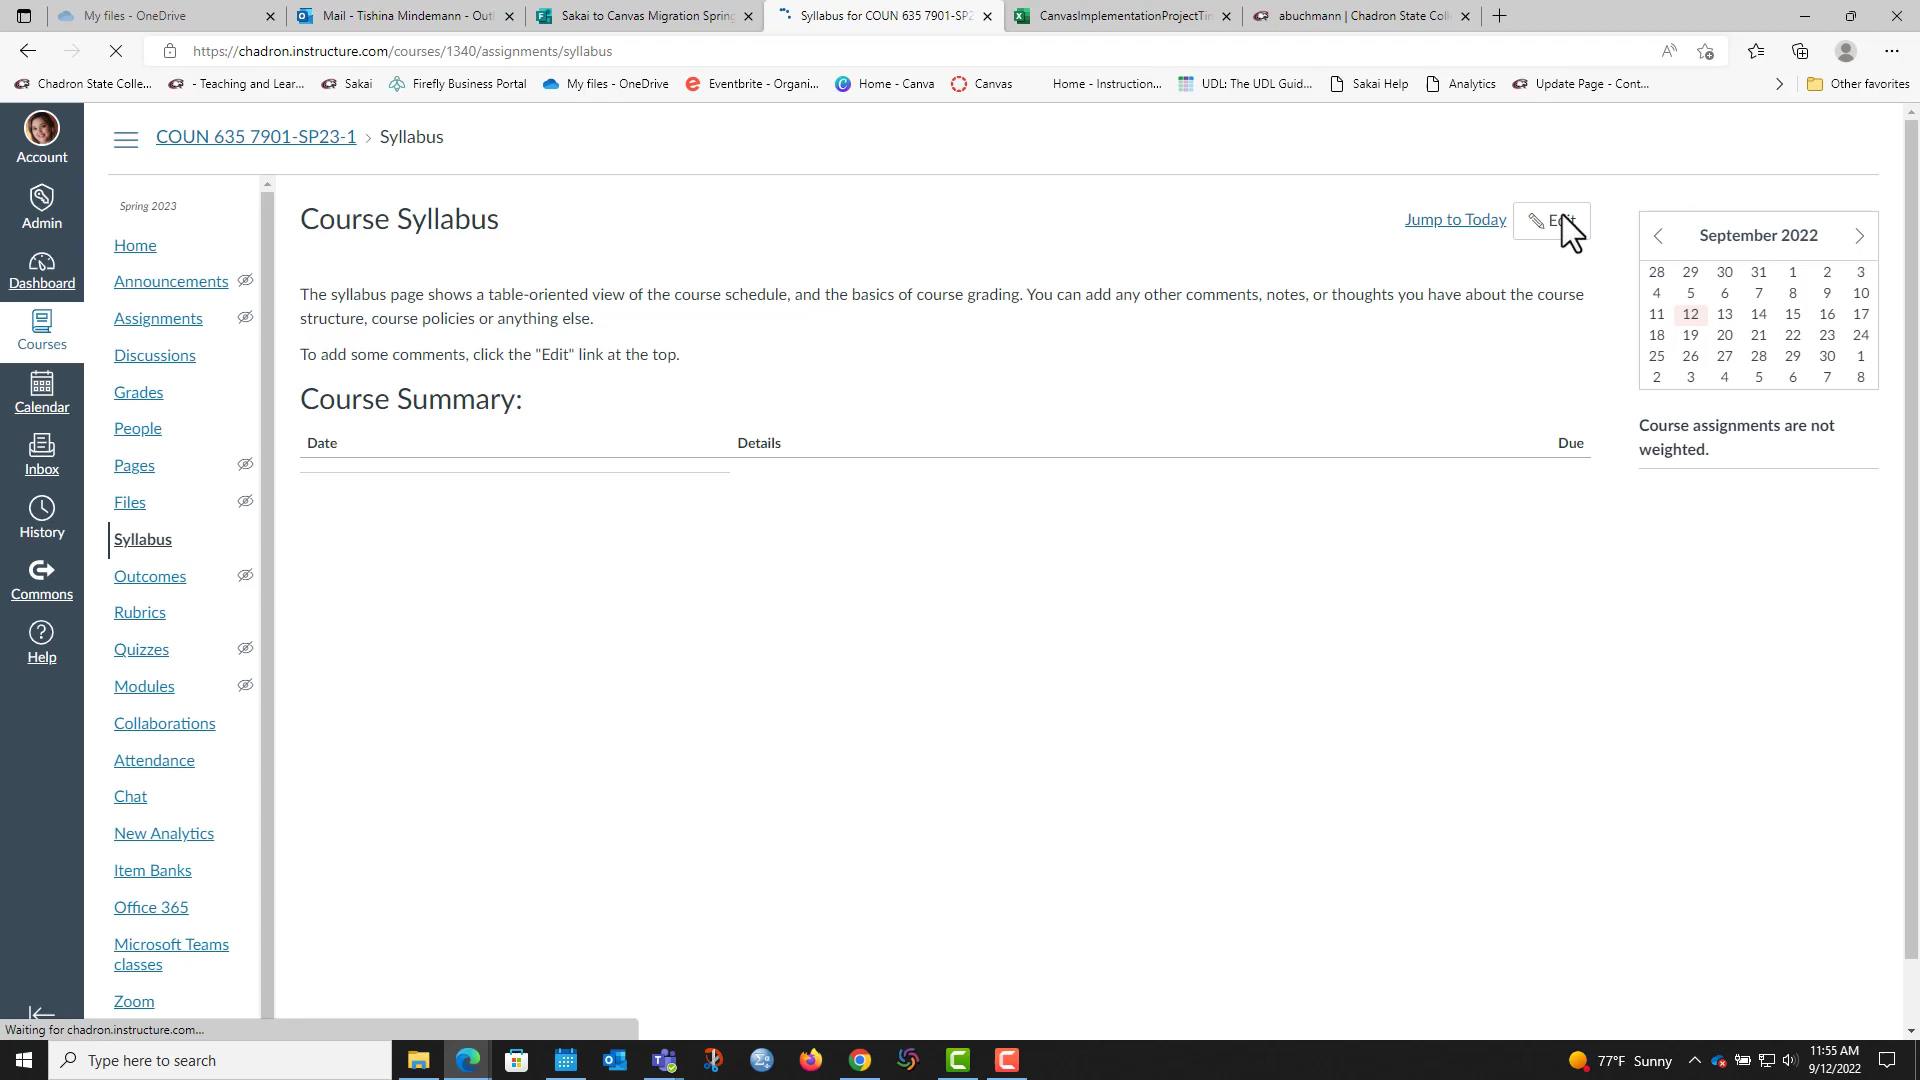 My files - OneDrive
Mail - Tishina Mindemann - Outl
Sakai to Canvas Migration Spring
Syllabus for COUN 635 7901-SP2
CanvasImplementationProjectTir
abuchmann | Chadron State Coll
https://chadron.instructure.com/courses/1340/assignments/syllabus
Chadron State Colle...
- Teaching and Lear...
Sakai
Firefly Business Portal
My files - OneDrive
Eventbrite - Organi...
Home - Canva
Canvas
Home - Instruction...
UDL: The UDL Guid...
Sakai Help
Analytics
Update Page - Cont...
Other favorites
Account
Admin
Dashboard
Courses
Calendar
Inbox
History
Commons
Help
COUN 635 7901-SP23-1 > Syllabus
Spring 2023
Home
Announcements
Assignments
Discussions
Grades
People
Pages
Files
Syllabus
Outcomes
Rubrics
Quizzes
Modules
Collaborations
Attendance
Chat
New Analytics
Item Banks
Office 365
Microsoft Teams
classes
Zoom
Course Syllabus
Jump to Today
Edit
The syllabus page shows a table-oriented view of the course schedule, and the basics of course grading. You can add any other comments, notes, or thoughts you have about the course
structure, course policies or anything else.
To add some comments, click the "Edit" link at the top.
Course Summary:
Date Details Due
September 2022
28 29 30 31 1 2 3
4 5 6 7 8 9 10
11 12 13 14 15 16 17
18 19 20 21 22 23 24
25 26 27 28 29 30 1
2 3 4 5 6 7 8
Course assignments are not
weighted.
Waiting for chadron.instructure.com...
Type here to search
77°F Sunny
11:55 AM
9/12/2022